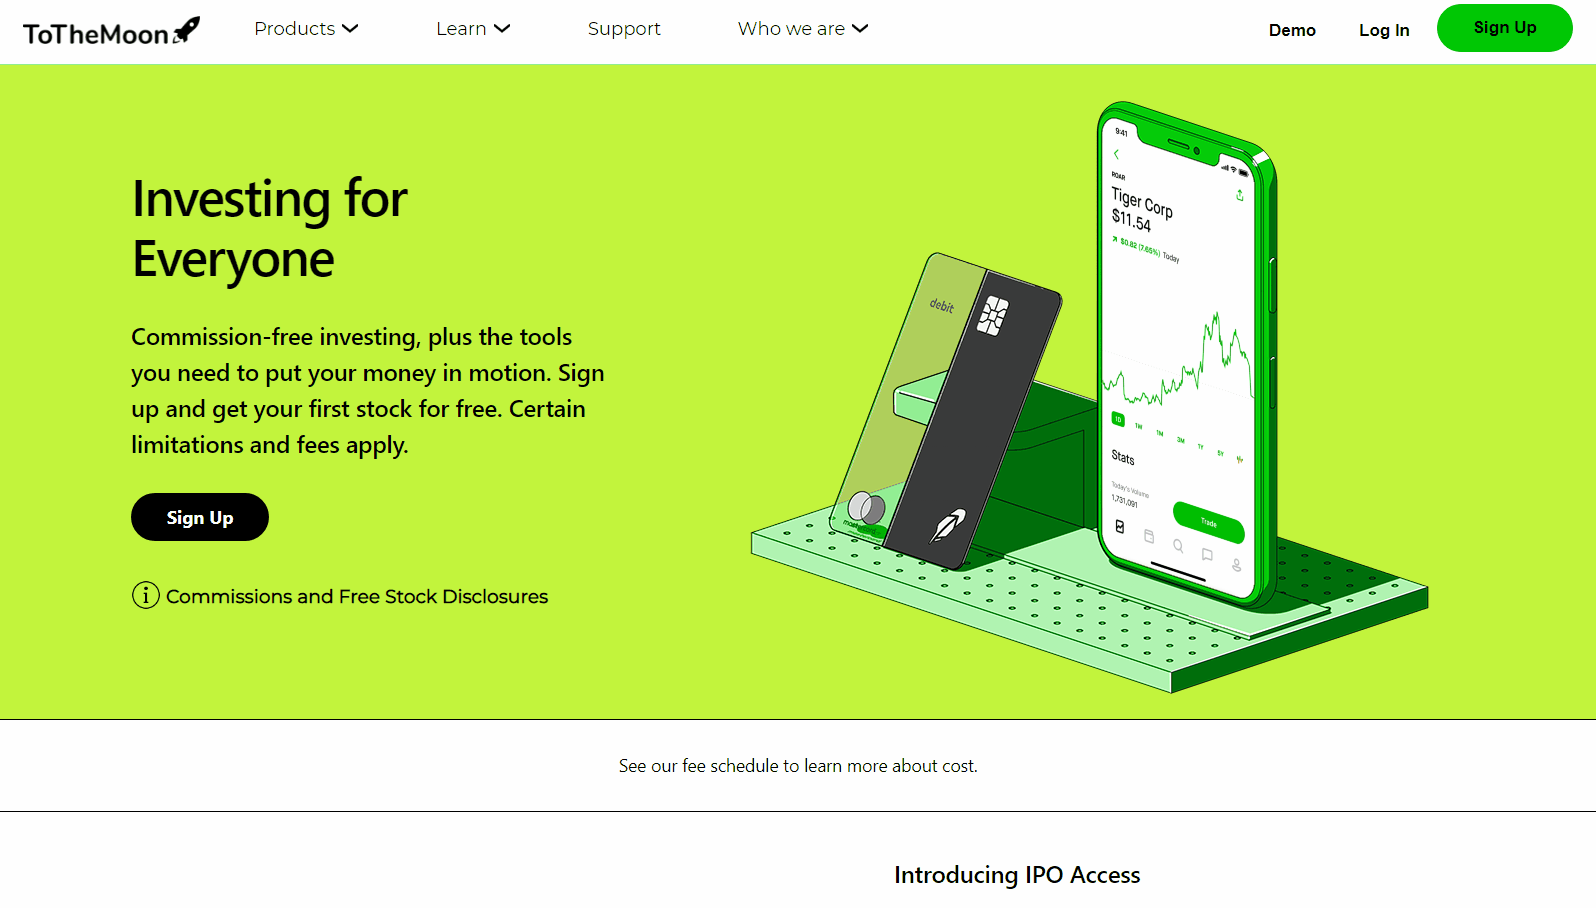 ToTheMoon
Products
Learn
Support
Who we are
Demo
Log In
Sign Up
Investing for
Everyone
Commission-free investing, plus the tools
you need to put your money in motion. Sign
up and get your first stock for free. Certain
limitations and fees apply.
Sign Up
Commissions and Free Stock Disclosures
debit
mastercard
9:41
ROAR
Tiger Corp
$11.54
$0.82 (7.65%) Today
1D 1W 1M 3M 1Y 5Y
Stats
Today's Volume
1,731,091
Trade
See our fee schedule to learn more about cost.
Introducing IPO Access